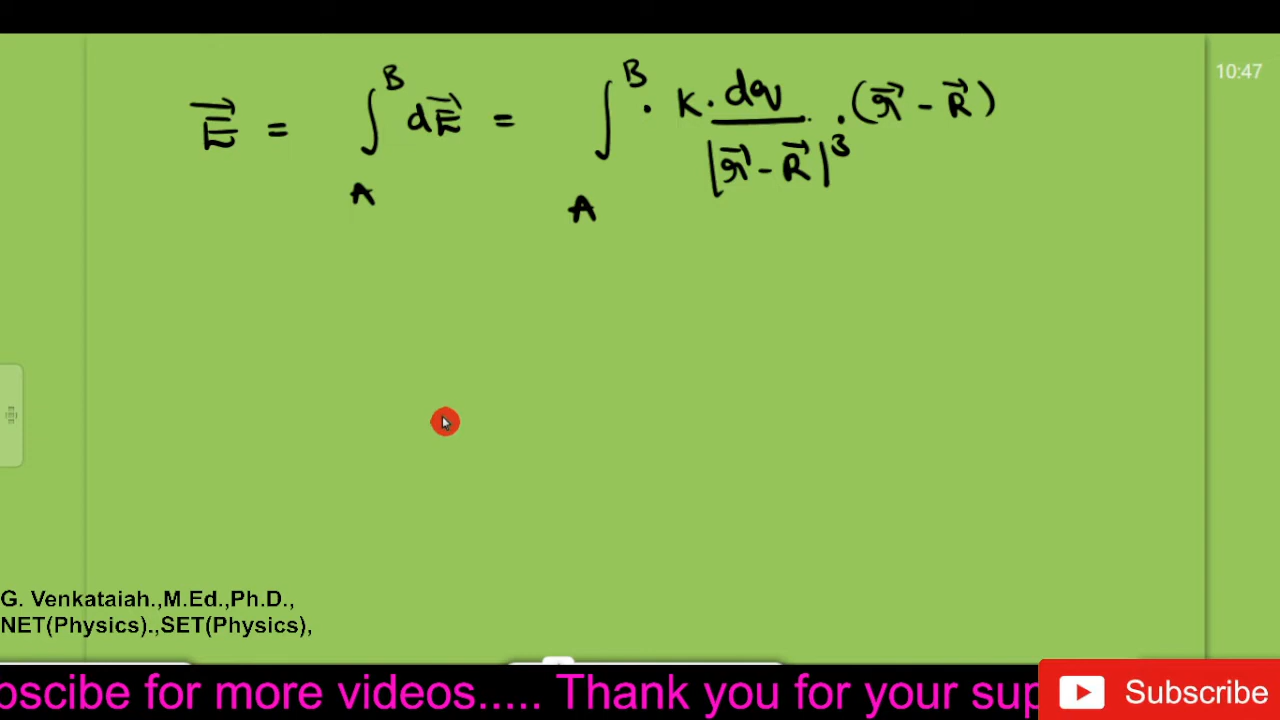 10:47
E⃗ = ∫_A^B dE⃗ = ∫_A^B · K · dq / |r⃗ - R⃗|³ · (r⃗ - R⃗)
G. Venkataiah.,M.Ed.,Ph.D.,
NET(Physics).,SET(Physics),
bscibe for more videos..... Thank you for your sup
Subscribe